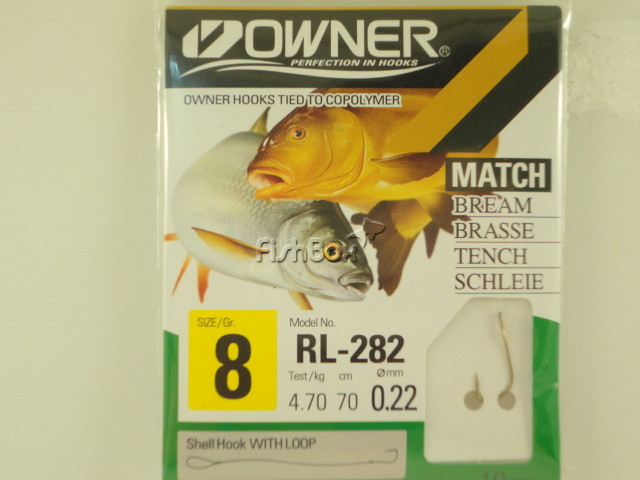 OWNER®
PERFECTION IN HOOKS
OWNER HOOKS TIED TO COPOLYMER
MATCH
BREAM
BRASSE
TENCH
SCHLEIE
FishBox
SIZE/Gr.
8
Model No.
RL-282
Test/kg cm Ømm
4.70 70 0.22
Shell Hook WITH LOOP
10